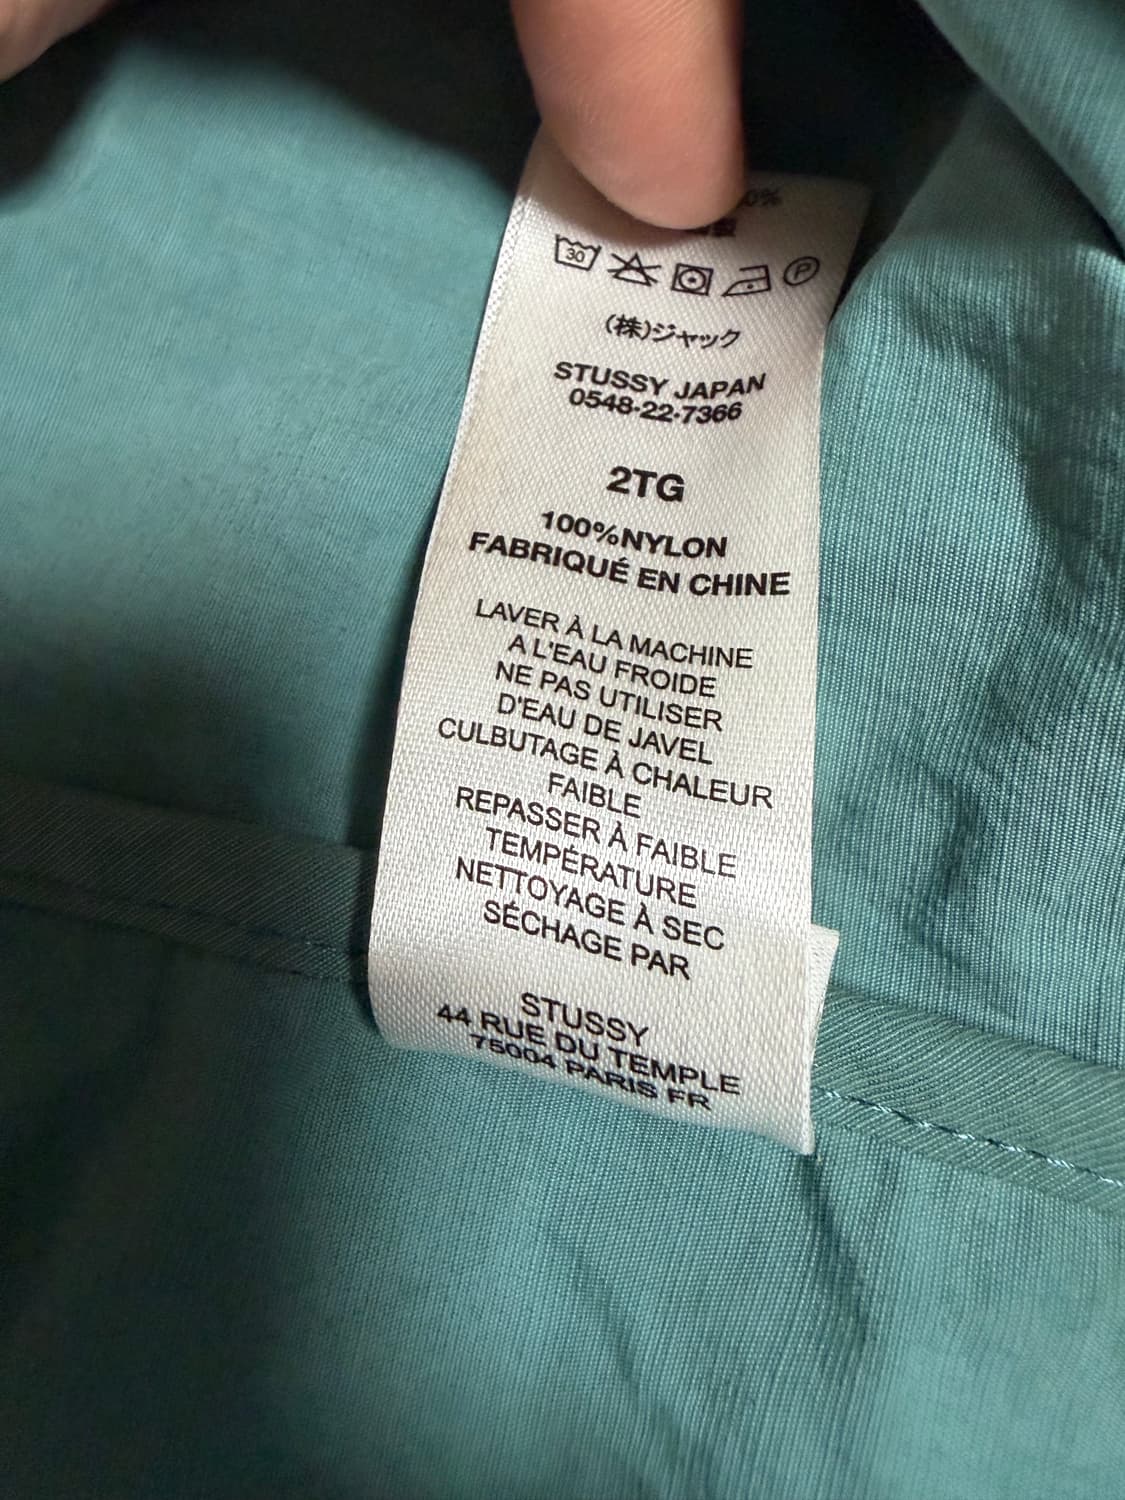 0%
30
P
(株)ジャック
STUSSY JAPAN
0548-22-7366
2TG
100%NYLON
FABRIQUÉ EN CHINE
LAVER À LA MACHINE
A L'EAU FROIDE
NE PAS UTILISER
D'EAU DE JAVEL
CULBUTAGE À CHALEUR
FAIBLE
REPASSER À FAIBLE
TEMPÉRATURE
NETTOYAGE À SEC
SÉCHAGE PAR
STUSSY
44 RUE DU TEMPLE
75004 PARIS FR